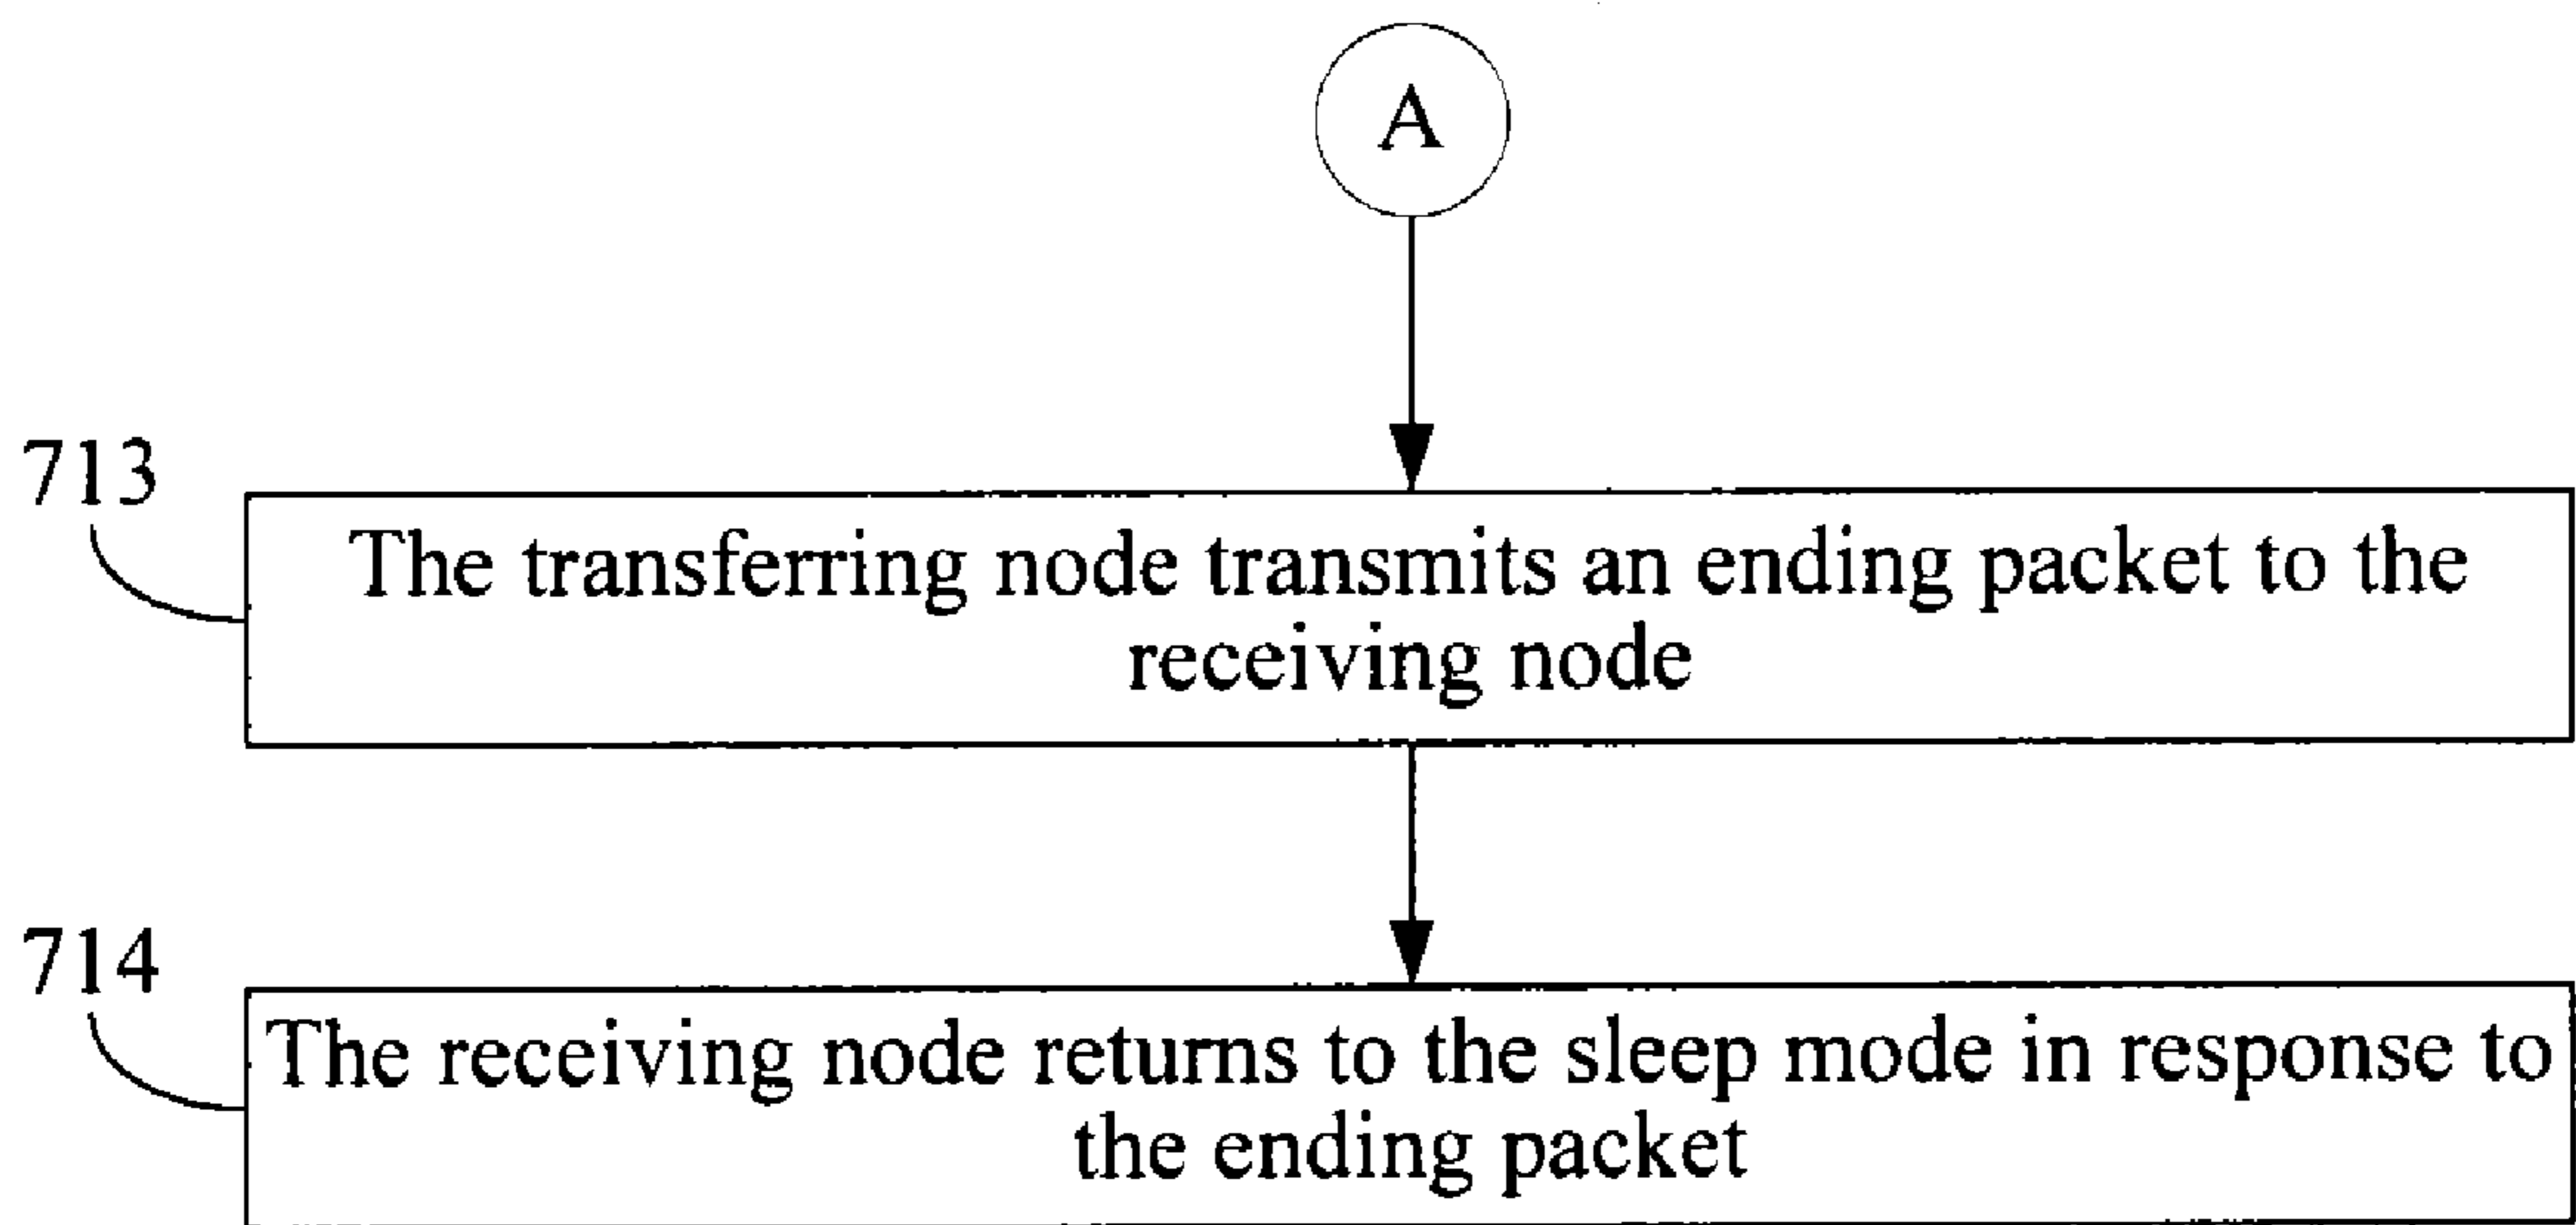 A
713
The transferring node transmits an ending packet to the
receiving node
714
The receiving node returns to the sleep mode in response to
the ending packet